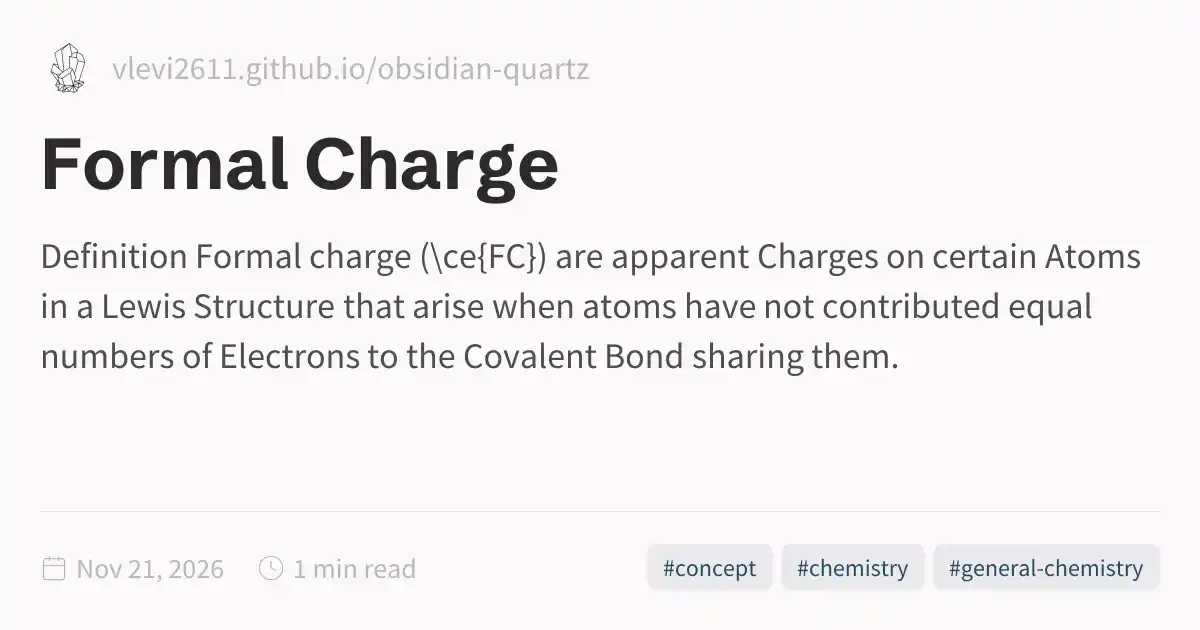 vlevi2611.github.io/obsidian-quartz
Formal Charge
Definition Formal charge (\ce{FC}) are apparent Charges on certain Atoms
in a Lewis Structure that arise when atoms have not contributed equal
numbers of Electrons to the Covalent Bond sharing them.
Nov 21, 2026 1 min read #concept #chemistry #general-chemistry